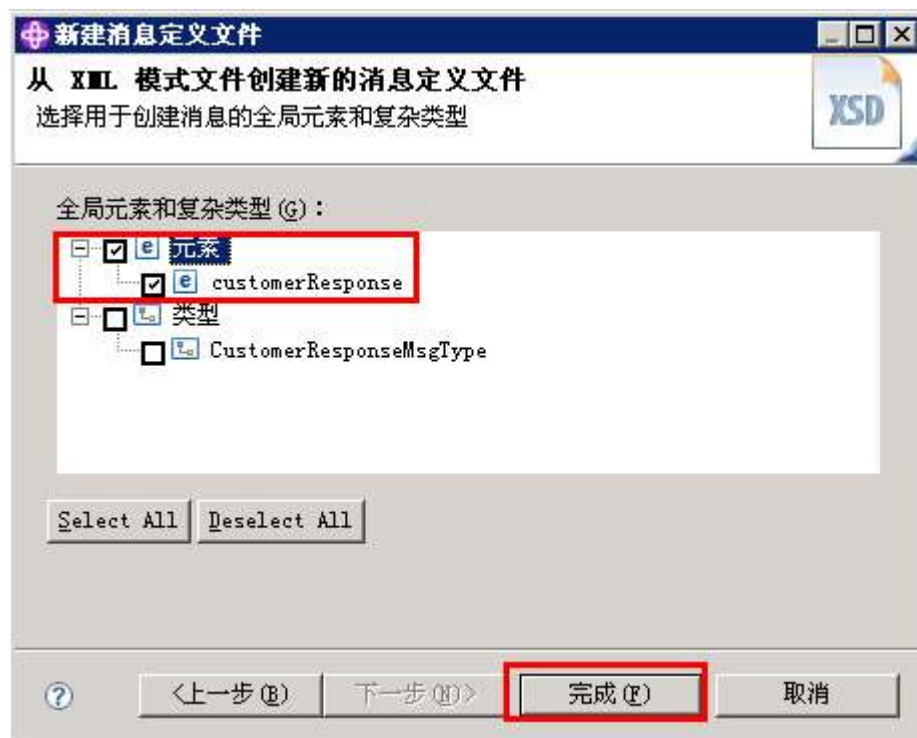 新建消息定义文件
从 XML 模式文件创建新的消息定义文件
选择用于创建消息的全局元素和复杂类型
XSD
全局元素和复杂类型(G)：
e 元素
e customerResponse
类型
CustomerResponseMsgType
Select All Deselect All
? <上一步(B) 下一步(N)> 完成(F) 取消